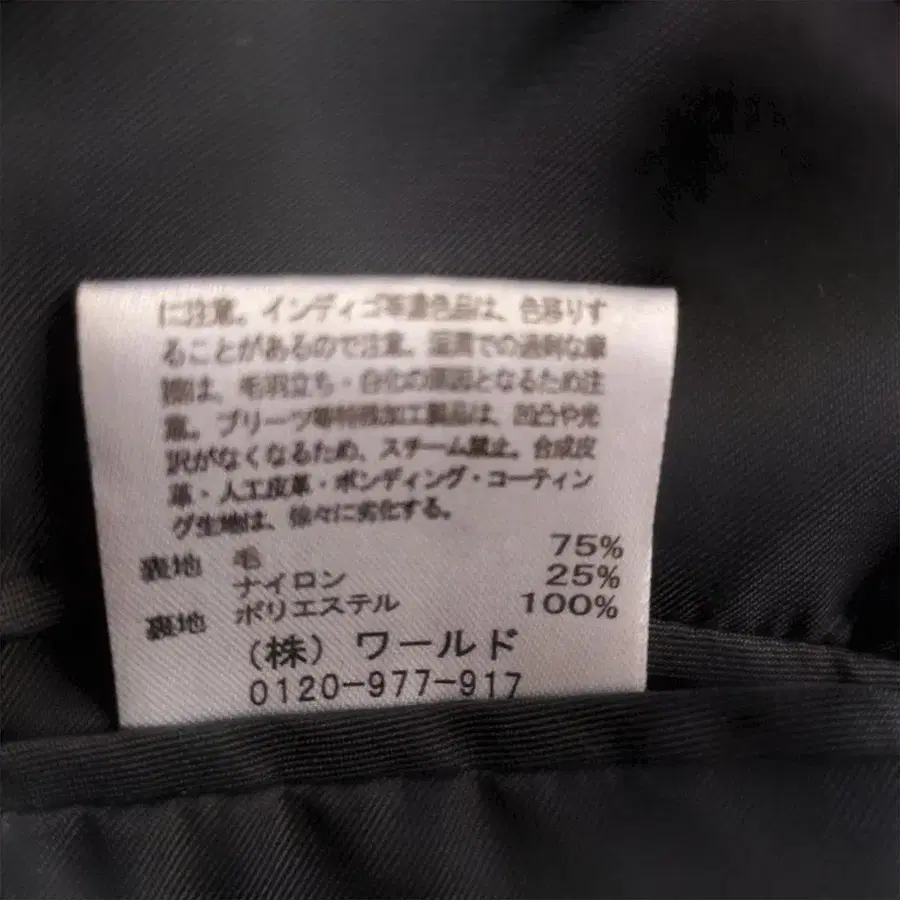 に注意。インディゴ等濃色品は、色移りす
ることがあるので注意。湿潤での過剰な摩
擦は、毛羽立ち・白化の原因となるため注
意。プリーツ等特殊加工製品は、凹凸や光
沢がなくなるため、スチーム禁止。合成皮
革・人工皮革・ボンディング・コーティン
グ生地は、徐々に劣化する。
表地 毛 75%
ナイロン 25%
裏地 ポリエステル 100%
(株) ワールド
0120-977-917